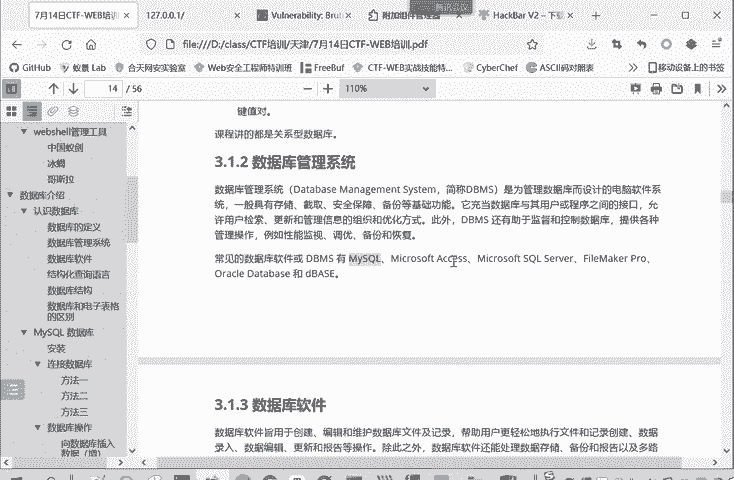 7月14日CTF-WEB培训
127.0.0.1/
Vulnerability: Bru
附加组件管理器
腾讯会议
HackBar V2 – 下载
file:///D:/class/CTF培训/天津/7月14日CTF-WEB培训.pdf
GitHub
蚁景 Lab
合天网安实验室
Web安全工程师特训班
FreeBuf
CTF-WEB实战技能特...
CyberChef
ASCII码对照表
移动设备上的书签
14 / 56
110%
webshell管理工具
中国蚁剑
冰蝎
哥斯拉
数据库介绍
认识数据库
数据库的定义
数据库管理系统
数据库软件
结构化查询语言
数据库结构
数据库和电子表格
的区别
MySQL 数据库
安装
连接数据库
方法一
方法二
方法三
数据库操作
向数据库插入
数据（增）
键值对。
课程讲的都是关系型数据库。
3.1.2 数据库管理系统
数据库管理系统（Database Management System，简称DBMS）是为管理数据库而设计的电脑软件系
统，一般具有存储、截取、安全保障、备份等基础功能。它充当数据库与其用户或程序之间的接口，允
许用户检索、更新和管理信息的组织和优化方式。此外，DBMS 还有助于监督和控制数据库，提供各种
管理操作，例如性能监视、调优、备份和恢复。
常见的数据库软件或 DBMS 有 MySQL、Microsoft Access、Microsoft SQL Server、FileMaker Pro、
Oracle Database 和 dBASE。
3.1.3 数据库软件
数据库软件旨用于创建、编辑和维护数据库文件及记录，帮助用户更轻松地执行文件和记录创建、数据
录入、数据编辑、更新和报告等操作。除此之外，数据库软件还能处理数据存储、备份和报告以及多路